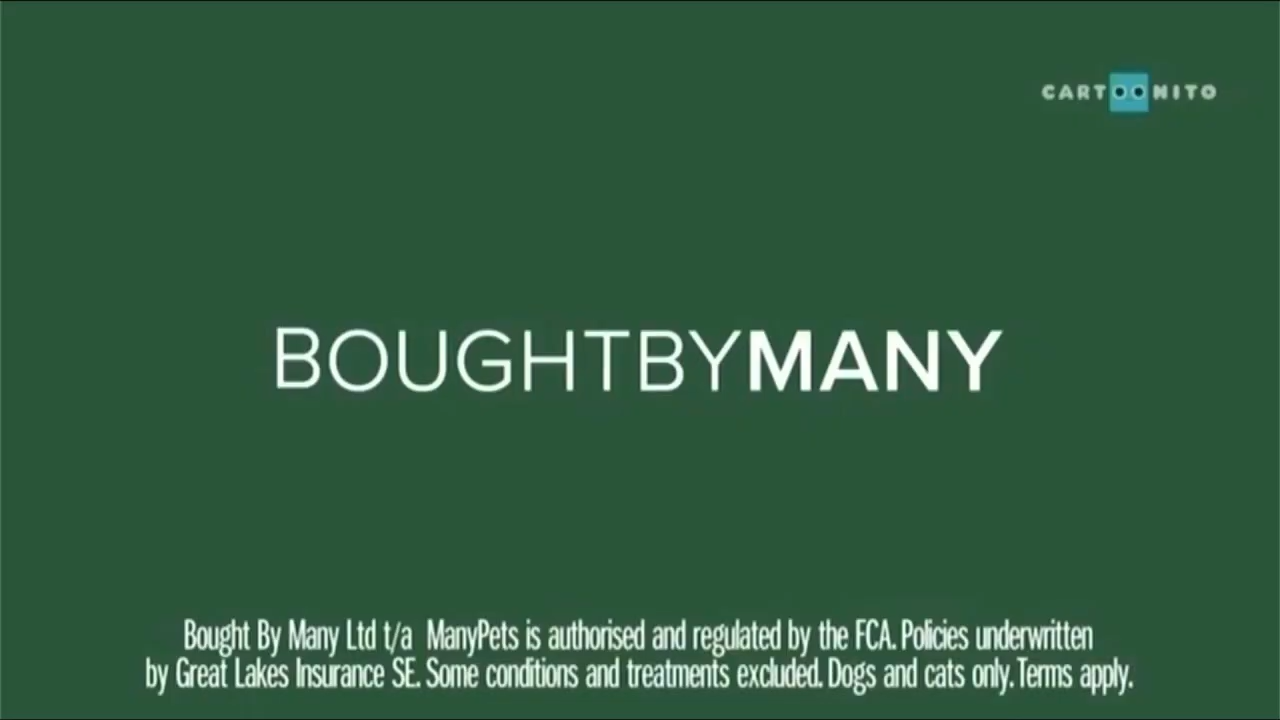 CARTOONITO
BOUGHTBYMANY
Bought By Many Ltd t/a ManyPets is authorised and regulated by the FCA. Policies underwritten
by Great Lakes Insurance SE. Some conditions and treatments excluded. Dogs and cats only. Terms apply.